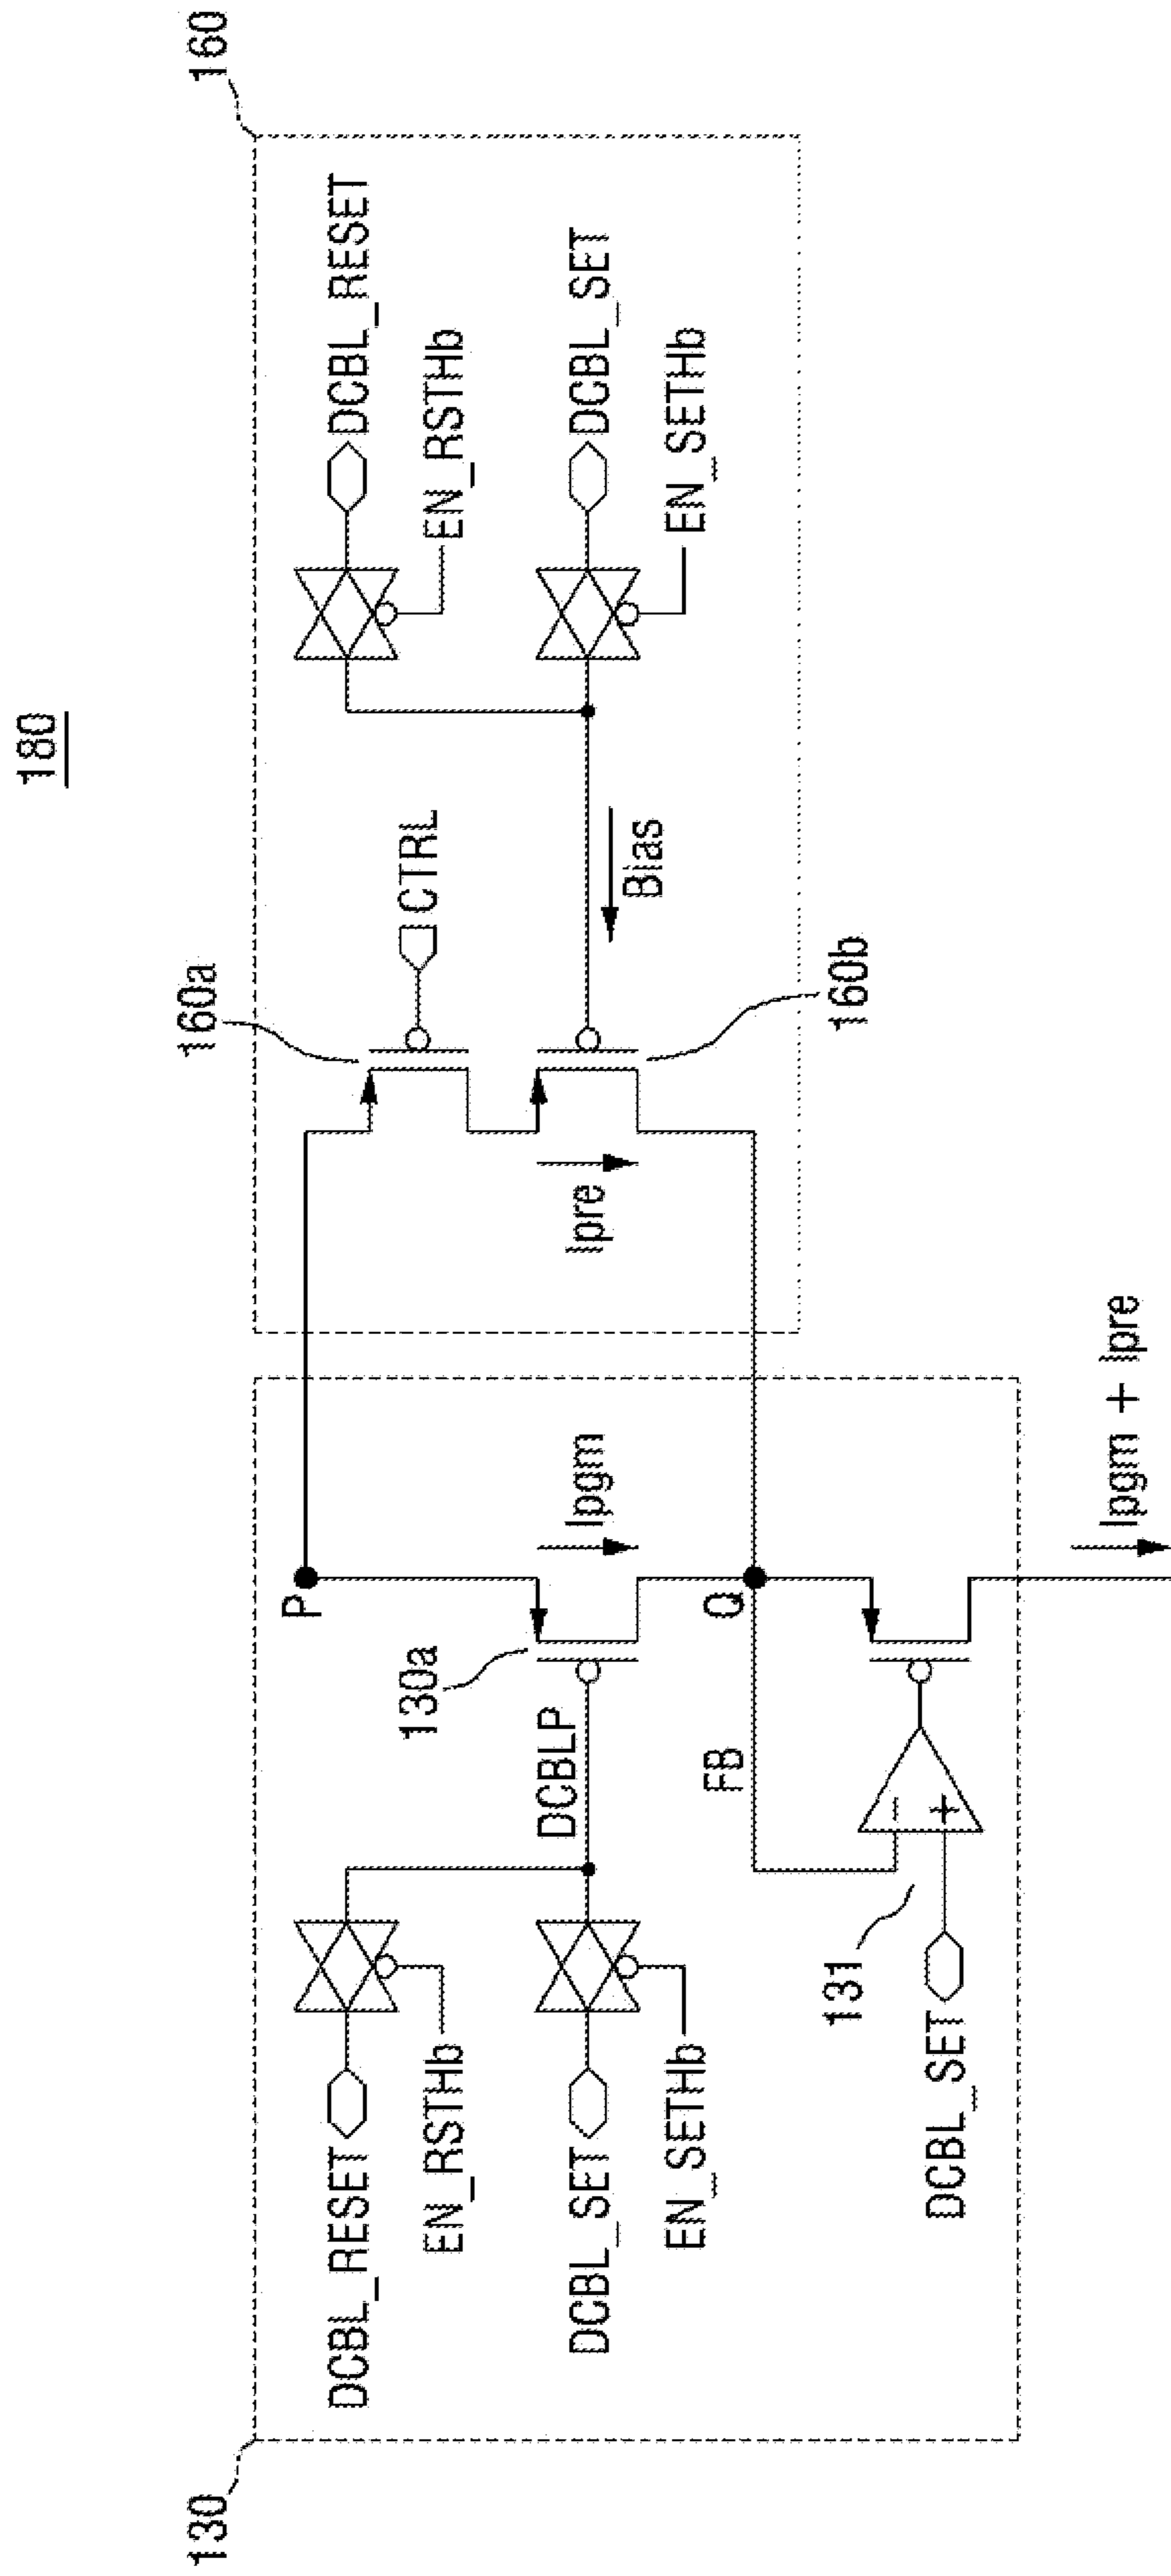 180
130
160
DCBL_RESET
EN_RSTHb
DCBL_SET
EN_SETHb
DCBLP
130a
P
Ipgm
FB
Q
131
DCBL_SET
Ipgm + Ipre
160a
CTRL
Ipre
Bias
160b
DCBL_RESET
EN_RSTHb
DCBL_SET
EN_SETHb
-
+